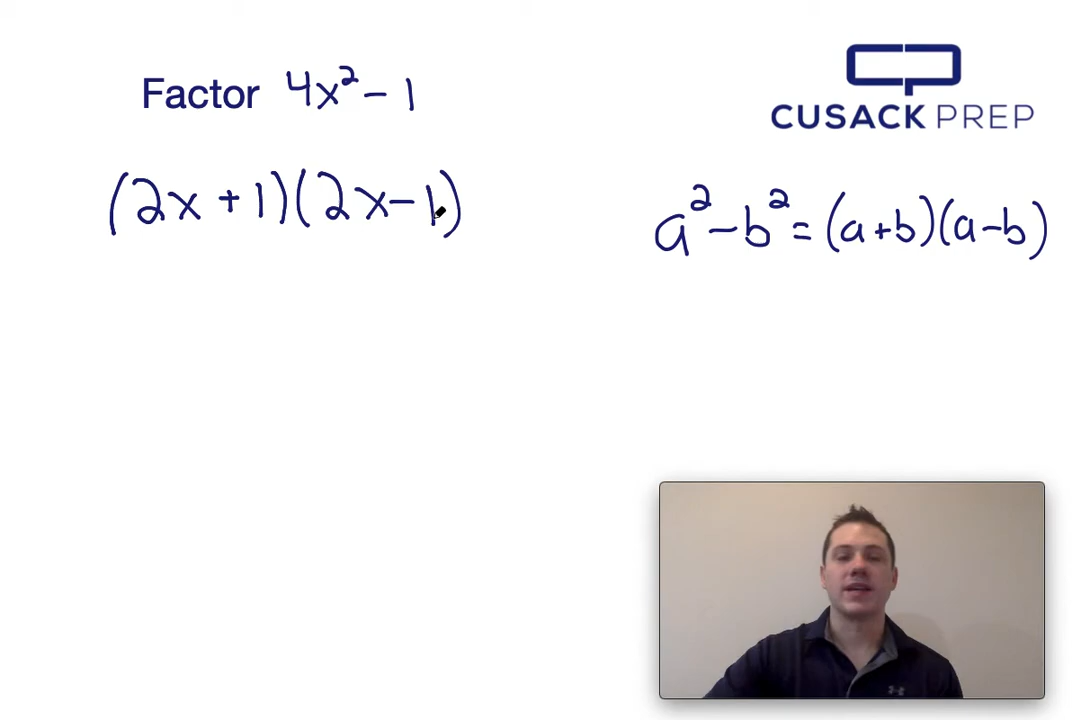 Factor 4x² − 1
CUSACK PREP
(2x + 1)(2x − 1)
a² − b² = (a + b)(a − b)